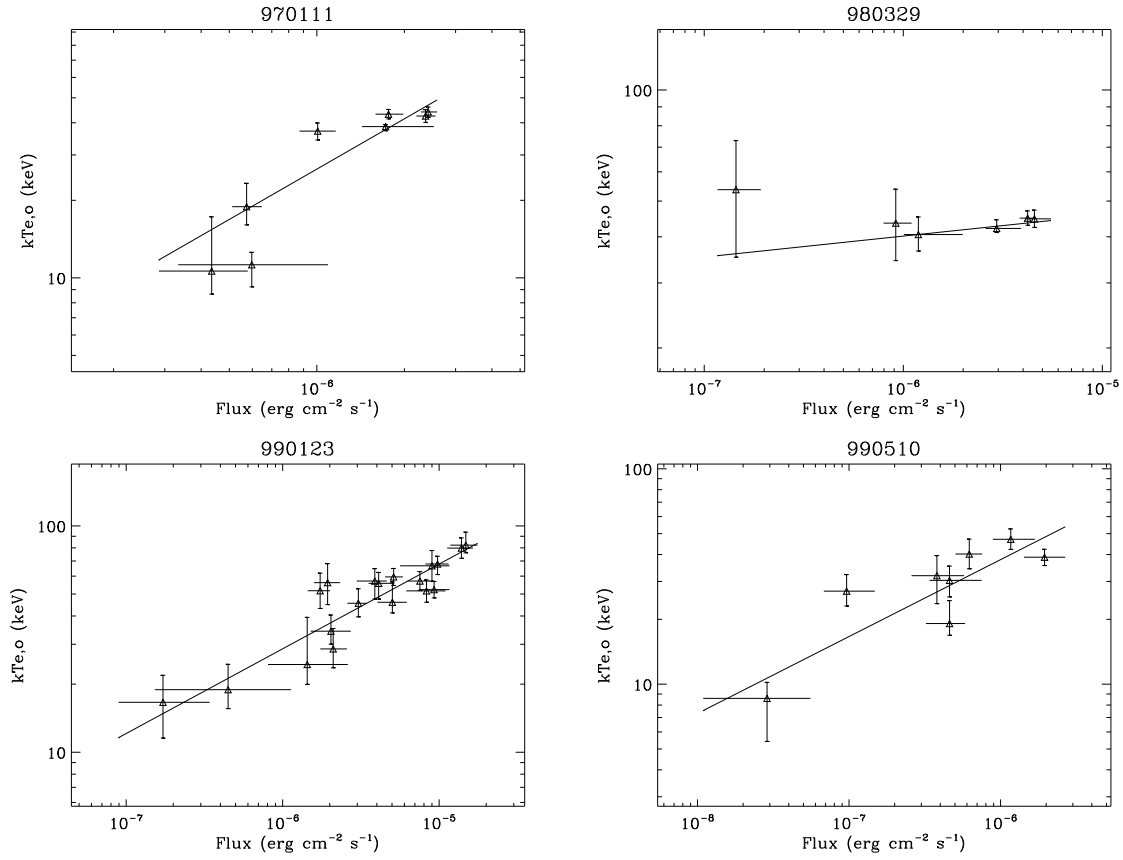 970111
kTe,o (keV)
10
10⁻⁶
Flux (erg cm⁻² s⁻¹)
980329
kTe,o (keV)
100
10⁻⁷ 10⁻⁶ 10⁻⁵
Flux (erg cm⁻² s⁻¹)
990123
kTe,o (keV)
100
10
10⁻⁷ 10⁻⁶ 10⁻⁵
Flux (erg cm⁻² s⁻¹)
990510
kTe,o (keV)
100
10
10⁻⁸ 10⁻⁷ 10⁻⁶
Flux (erg cm⁻² s⁻¹)